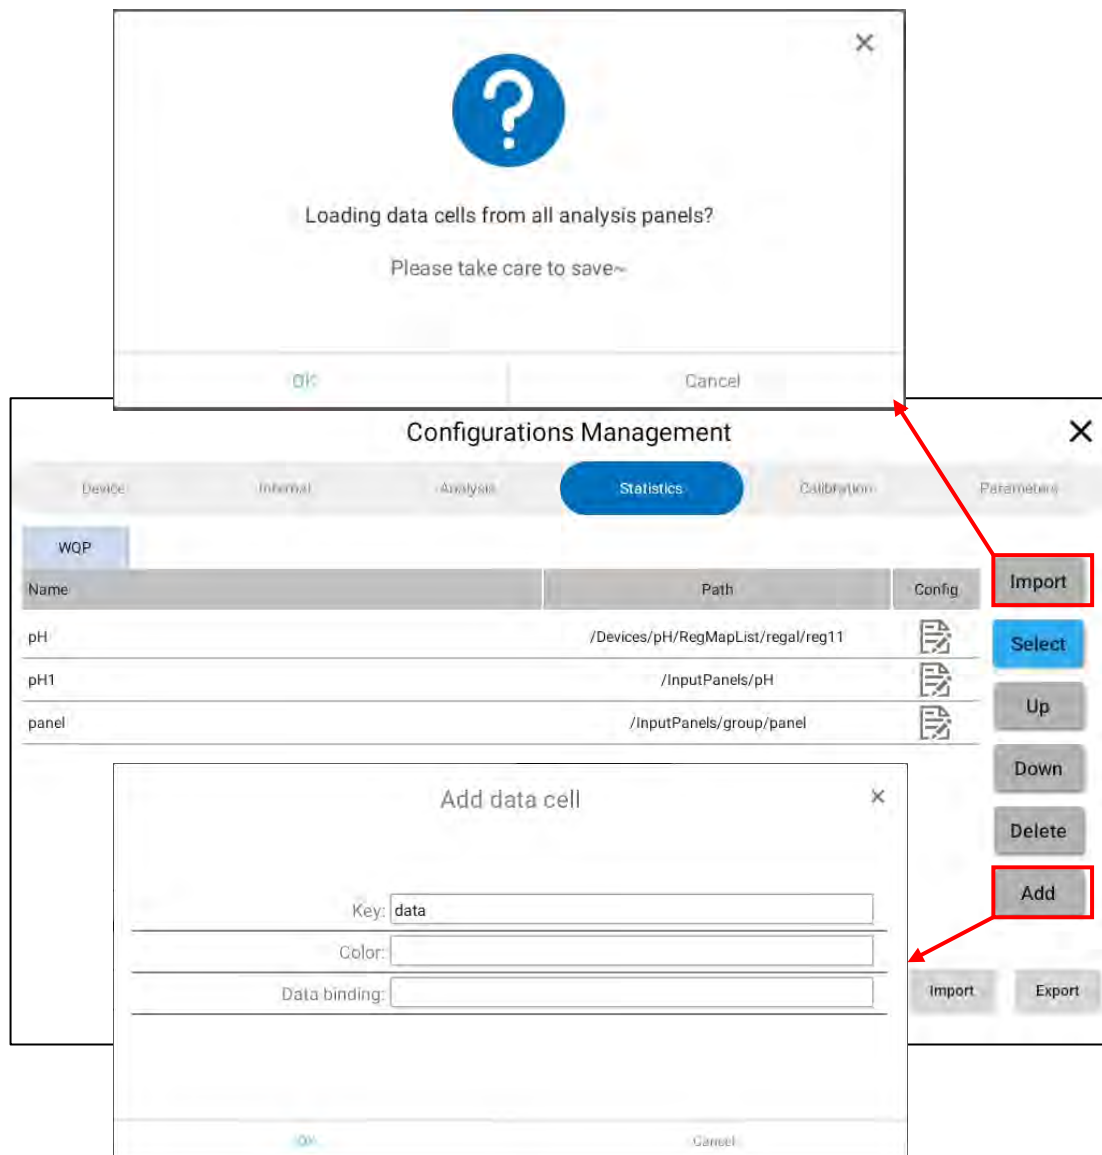 Loading data cells from all analysis panels?
Please take care to save~
OK Cancel
Configurations Management
Device Internal Analysis Statistics Calibration Parameters
WQP
Import
Name Path Config
pH /Devices/pH/RegMapList/regal/reg11
Select
pH1 /InputPanels/pH
Up
panel /InputPanels/group/panel
Down
Add data cell
Delete
Add
Key: data
Color:
Data binding:
Import Export
OK Cancel